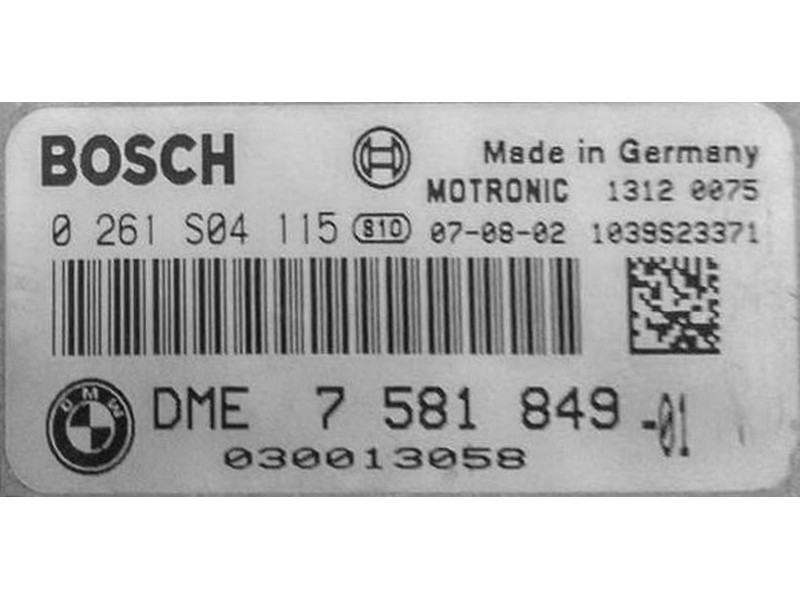 BOSCH
Made in Germany
MOTRONIC 1312 0075
0 261 S04 115 810 07-08-02 1039S23371
BMW
DME 7 581 849 -01
030013058